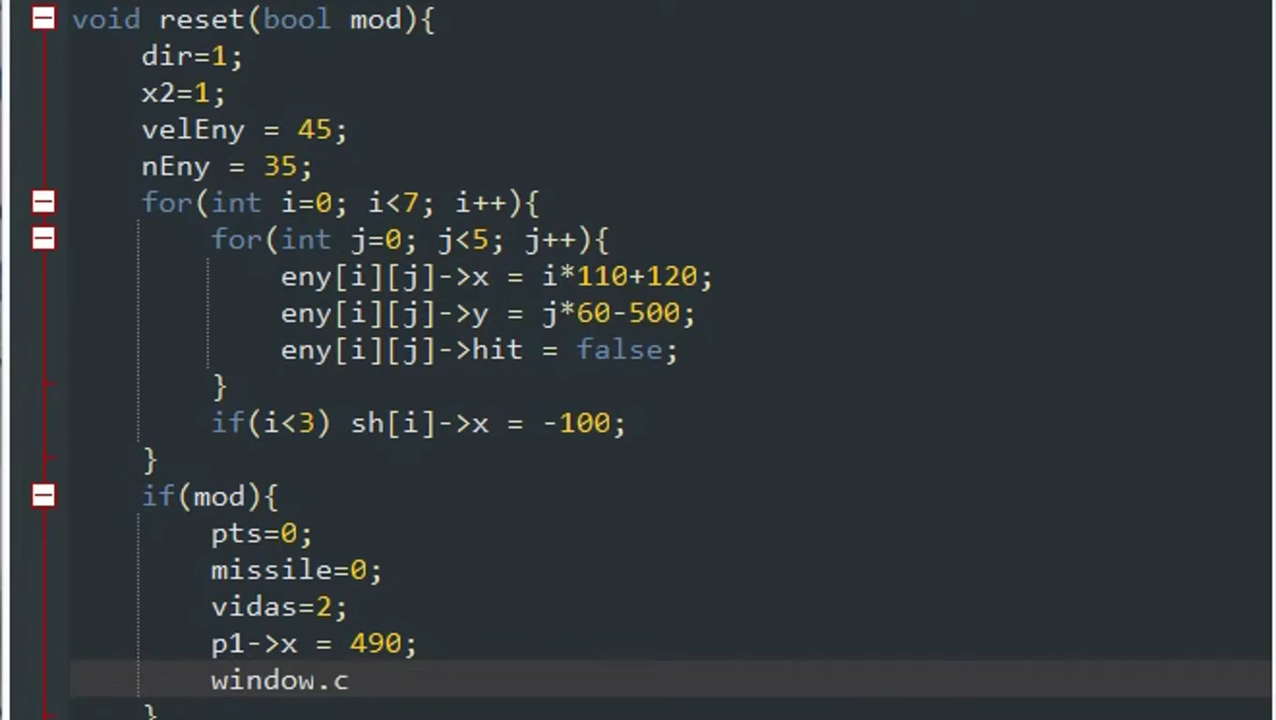 void reset(bool mod){
dir=1;
x2=1;
velEny = 45;
nEny = 35;
for(int i=0; i<7; i++){
for(int j=0; j<5; j++){
eny[i][j]->x = i*110+120;
eny[i][j]->y = j*60-500;
eny[i][j]->hit = false;
}
if(i<3) sh[i]->x = -100;
}
if(mod){
pts=0;
missile=0;
vidas=2;
p1->x = 490;
window.c
}